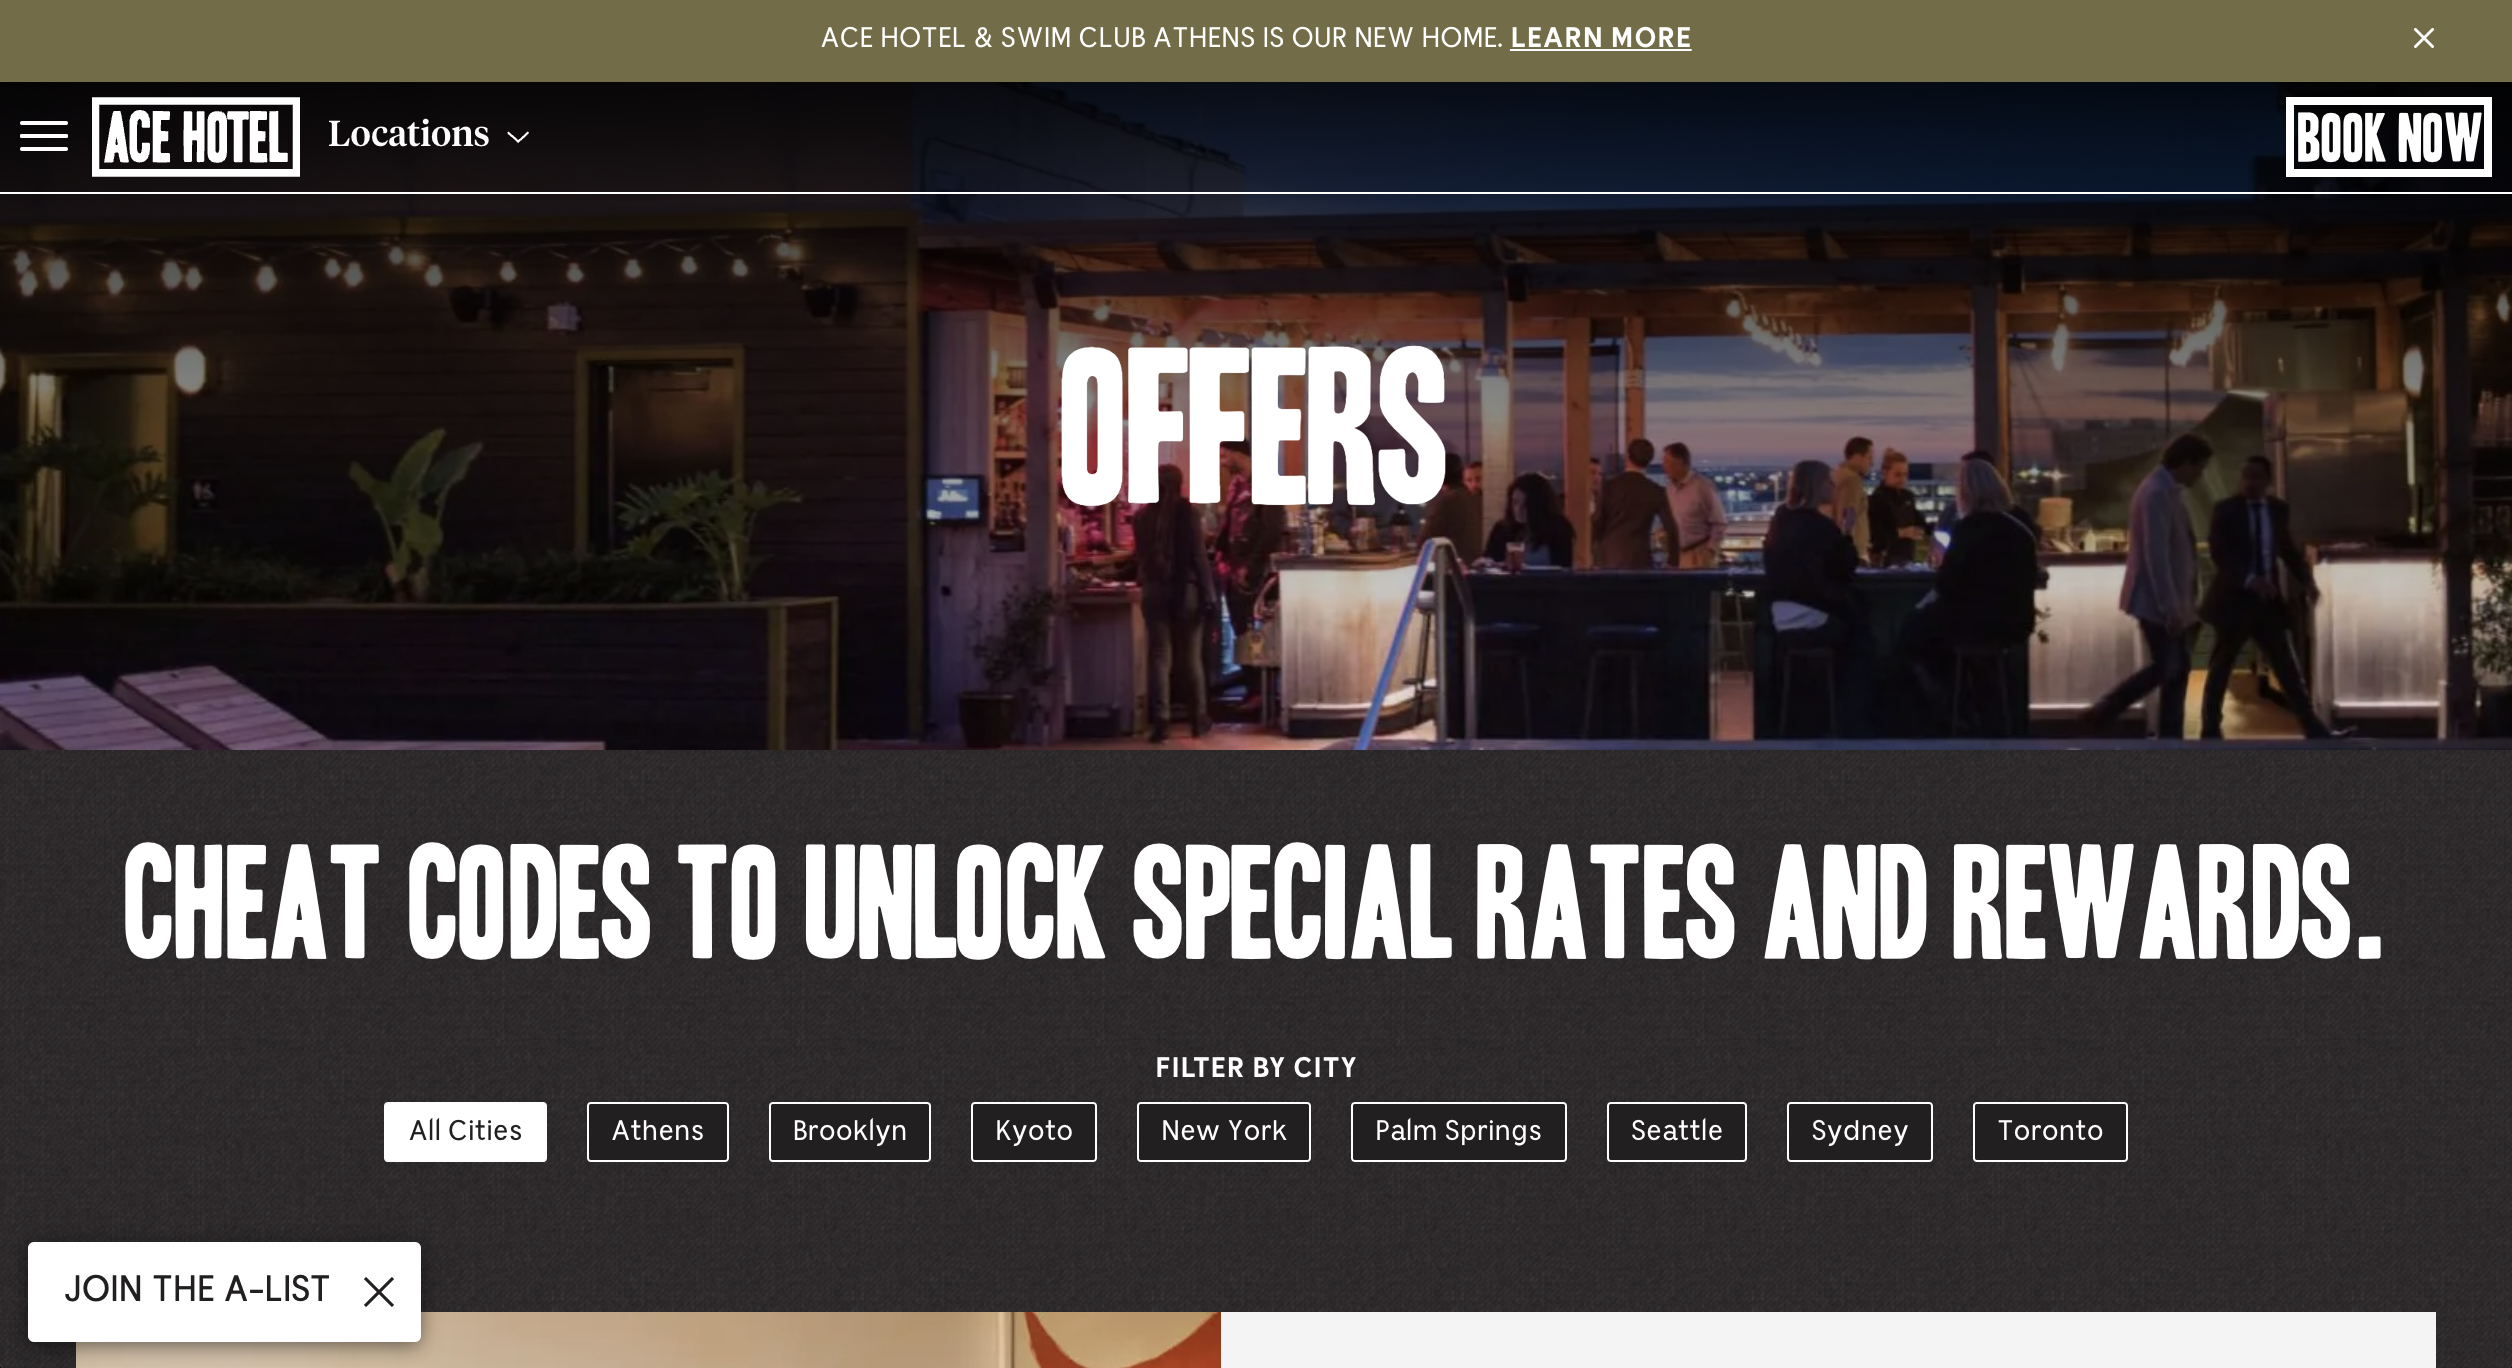 ACE HOTEL & SWIM CLUB ATHENS IS OUR NEW HOME. LEARN MORE
ACE HOTEL
Locations
BOOK NOW
OFFERS
CHEAT CODES TO UNLOCK SPECIAL RATES AND REWARDS.
FILTER BY CITY
All Cities
Athens
Brooklyn
Kyoto
New York
Palm Springs
Seattle
Sydney
Toronto
JOIN THE A-LIST